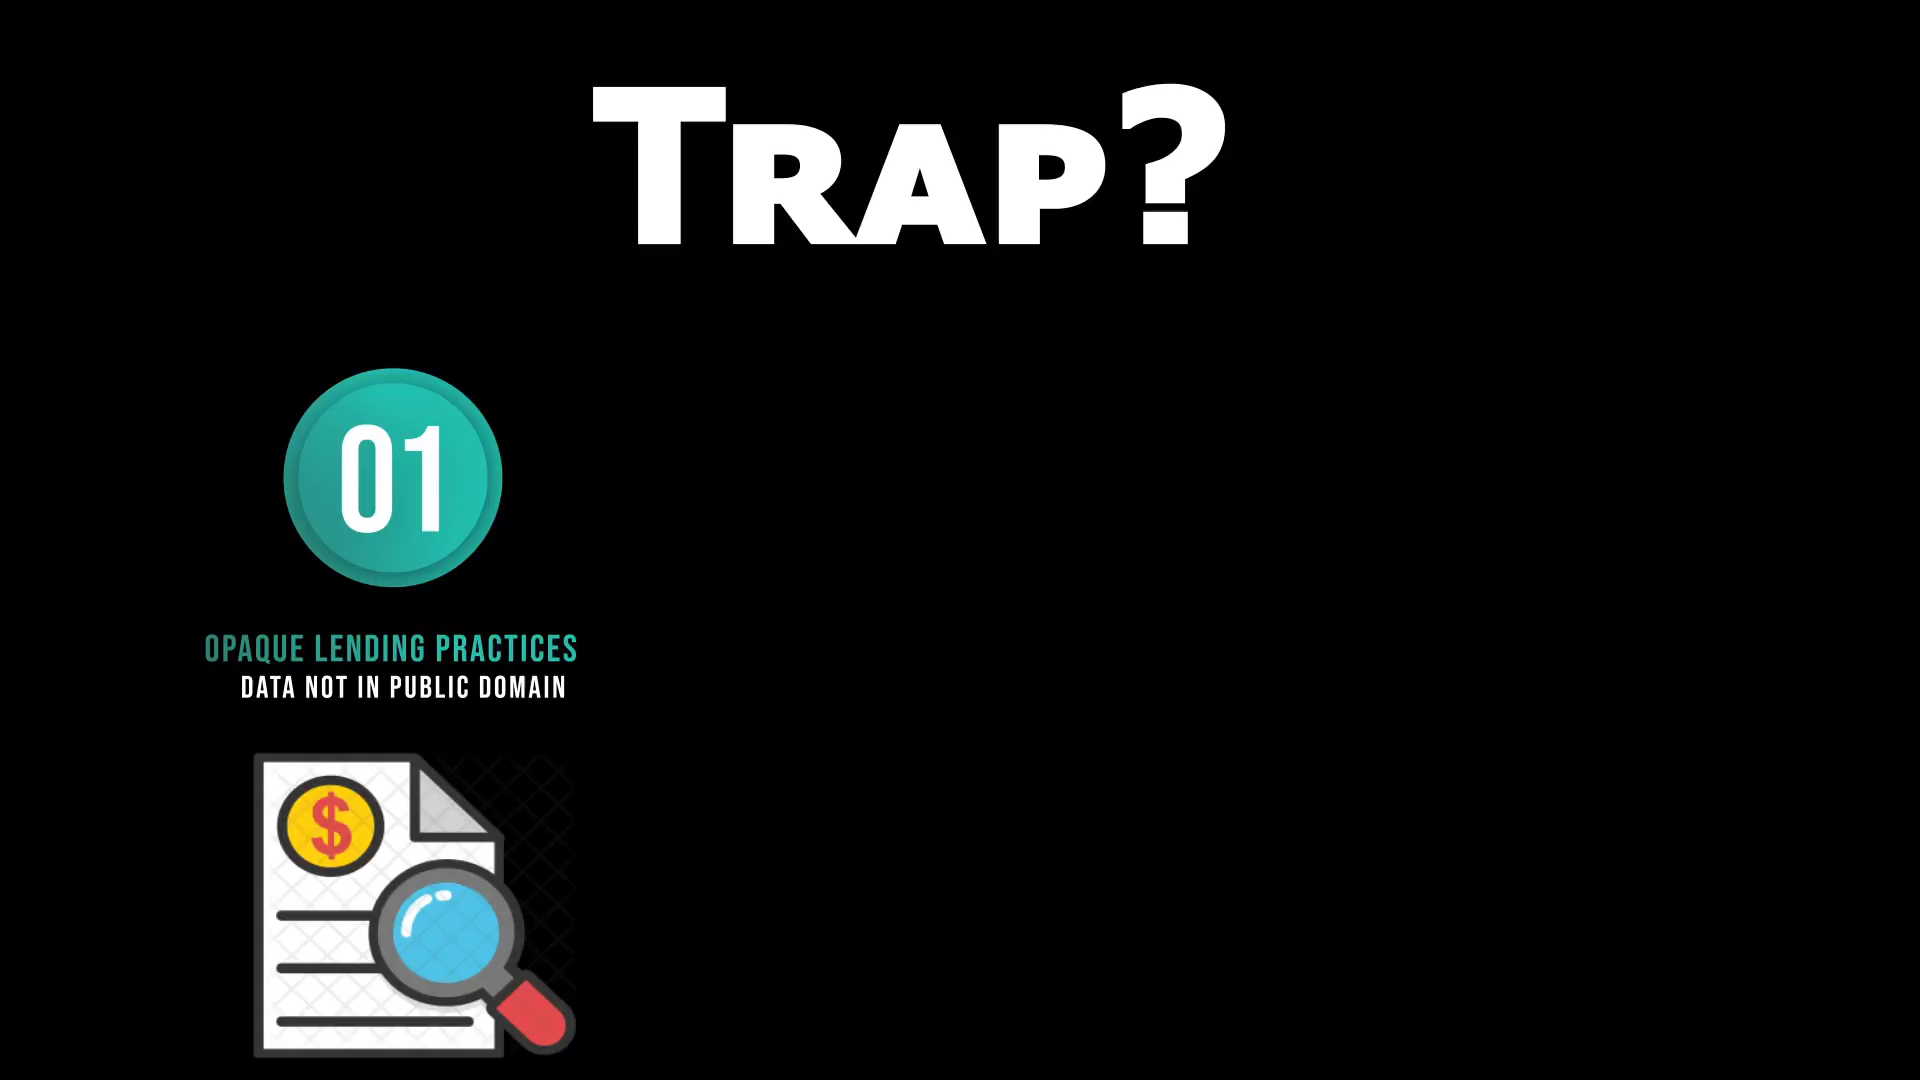 Trap?
01
OPAQUE LENDING PRACTICES
DATA NOT IN PUBLIC DOMAIN
$